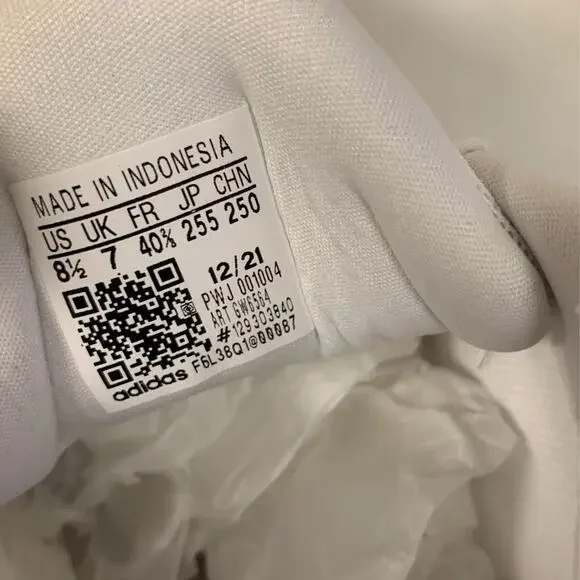 MADE IN INDONESIA
US UK FR JP CHN
8½ 7 40⅔ 255 250
12/21
PWJ 001004
ART GW6564
#129303840
F6L38Q1@00087
adidas